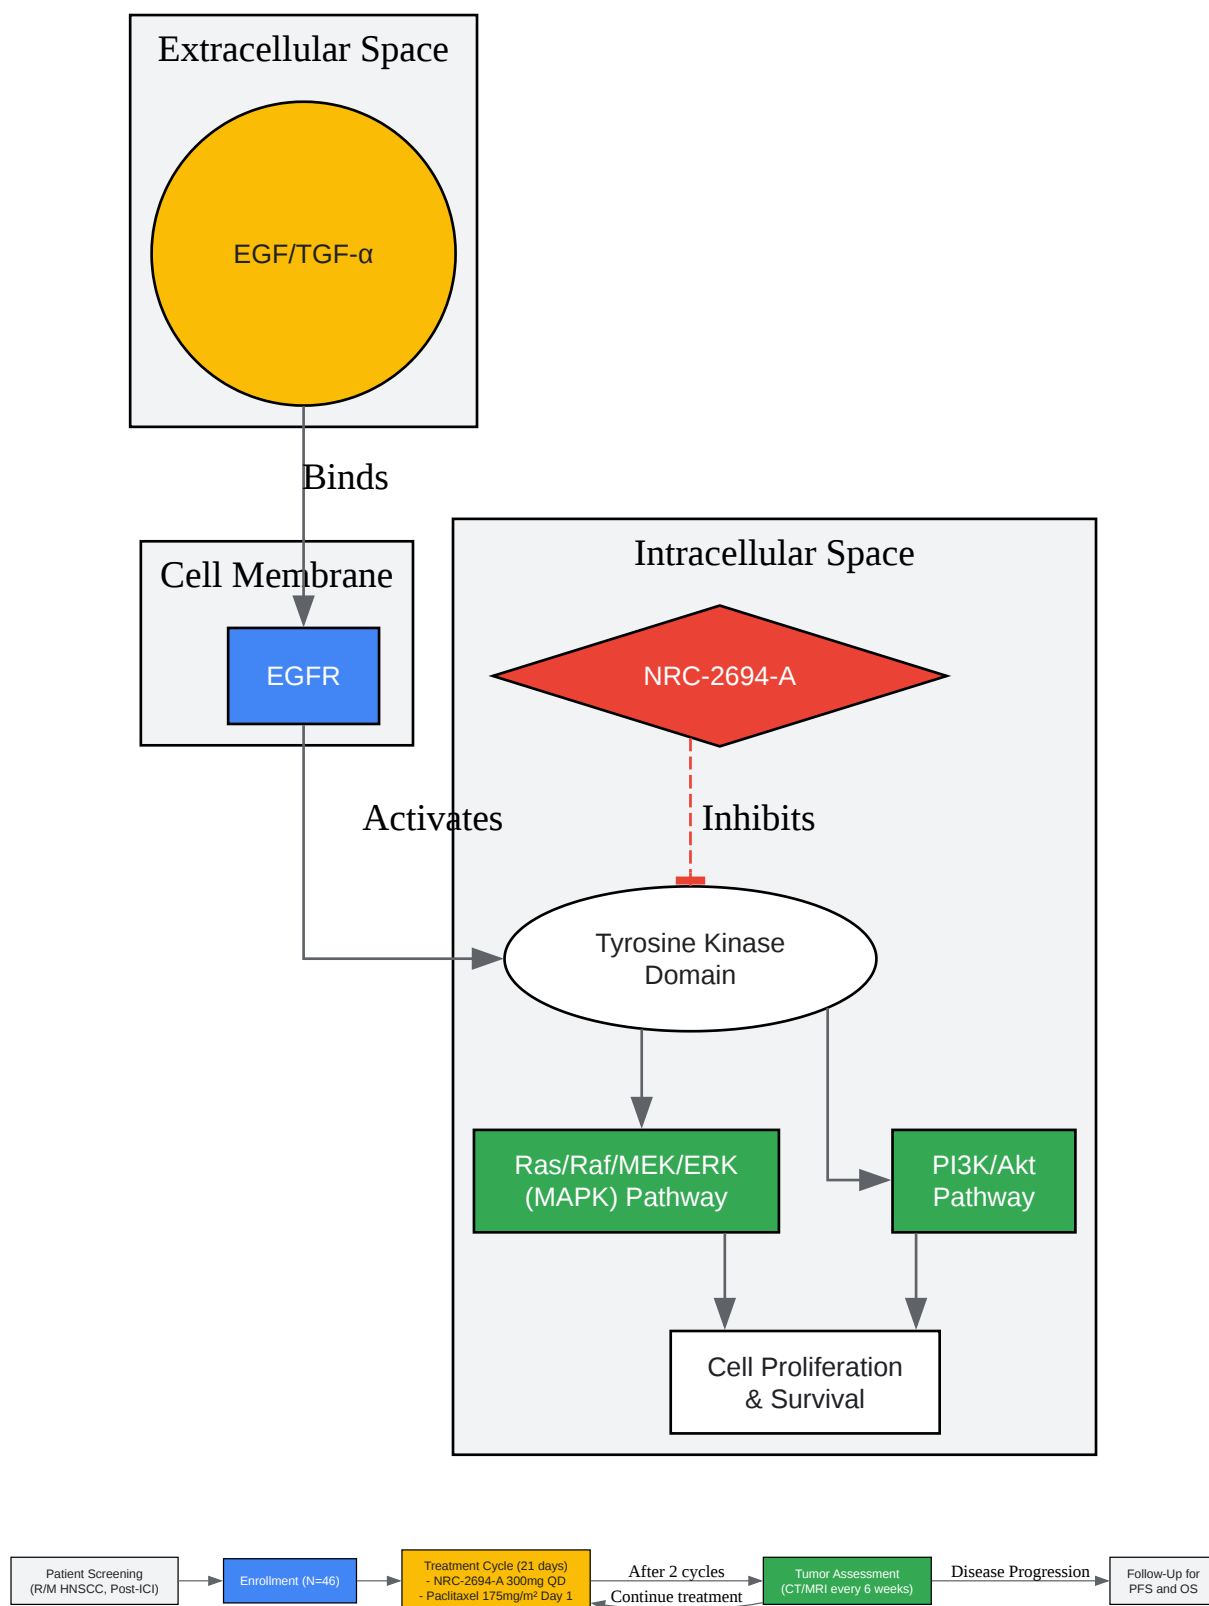 Extracellular Space
EGF/TGF-α
Binds
Cell Membrane
EGFR
Intracellular Space
NRC-2694-A
Activates
Inhibits
Tyrosine Kinase
Domain
Ras/Raf/MEK/ERK
(MAPK) Pathway
PI3K/Akt
Pathway
Cell Proliferation
& Survival
Patient Screening
(R/M HNSCC, Post-ICI)
Enrollment (N=46)
Treatment Cycle (21 days)
- NRC-2694-A 300mg QD
- Paclitaxel 175mg/m² Day 1
After 2 cycles
Continue treatment
Tumor Assessment
(CT/MRI every 6 weeks)
Disease Progression
Follow-Up for
PFS and OS